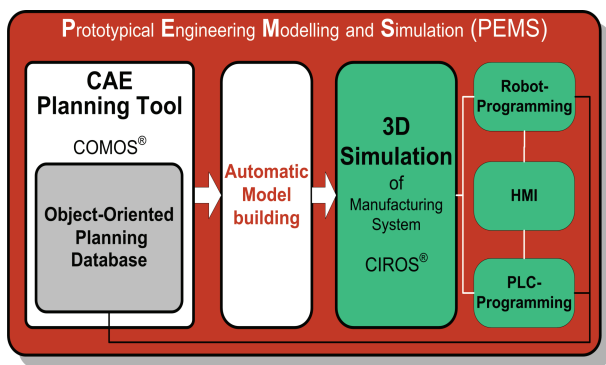 Prototypical Engineering Modelling and Simulation (PEMS)
CAE
Planning Tool
COMOS®
Object-Oriented
Planning
Database
Automatic
Model
building
3D
Simulation
of
Manufacturing
System
CIROS®
Robot-
Programming
HMI
PLC-
Programming